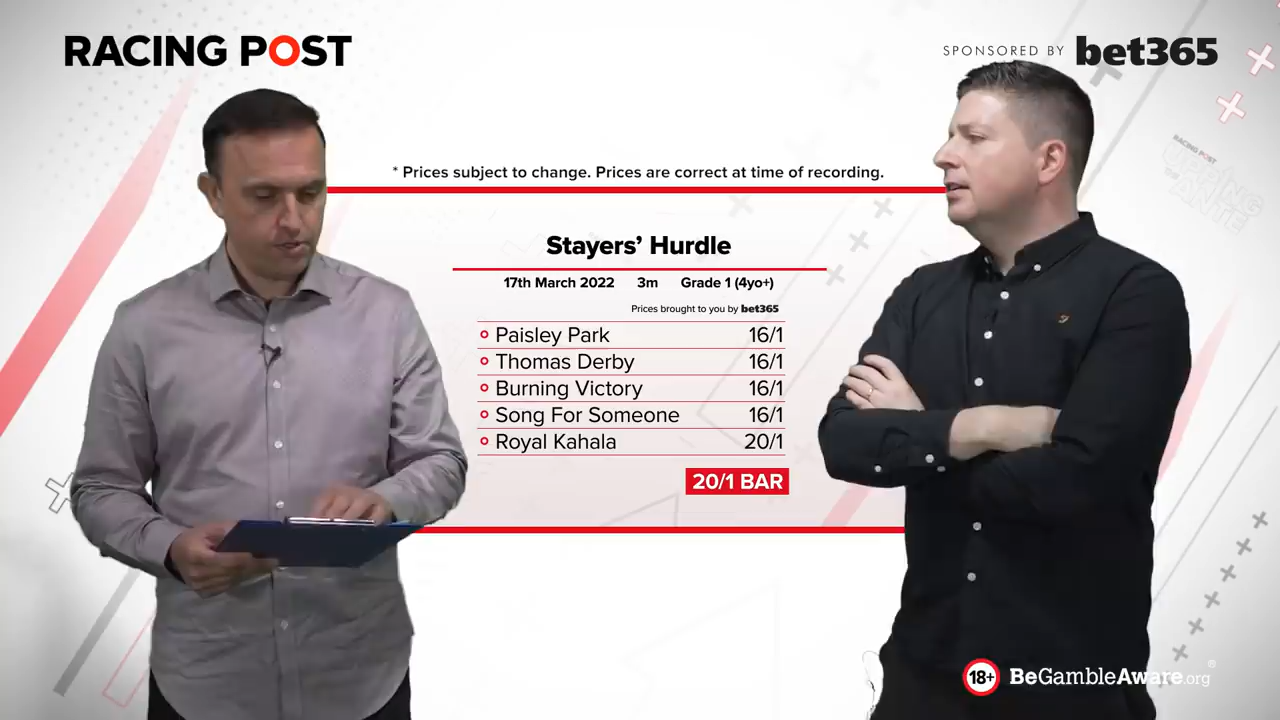 RACING POST
SPONSORED BY bet365
* Prices subject to change. Prices are correct at time of recording.
Stayers' Hurdle
17th March 2022 3m Grade 1 (4yo+)
Prices brought to you by bet365
Paisley Park 16/1
Thomas Derby 16/1
Burning Victory 16/1
Song For Someone 16/1
Royal Kahala 20/1
20/1 BAR
RACING POST
ANTE
18+ BeGambleAware.org®